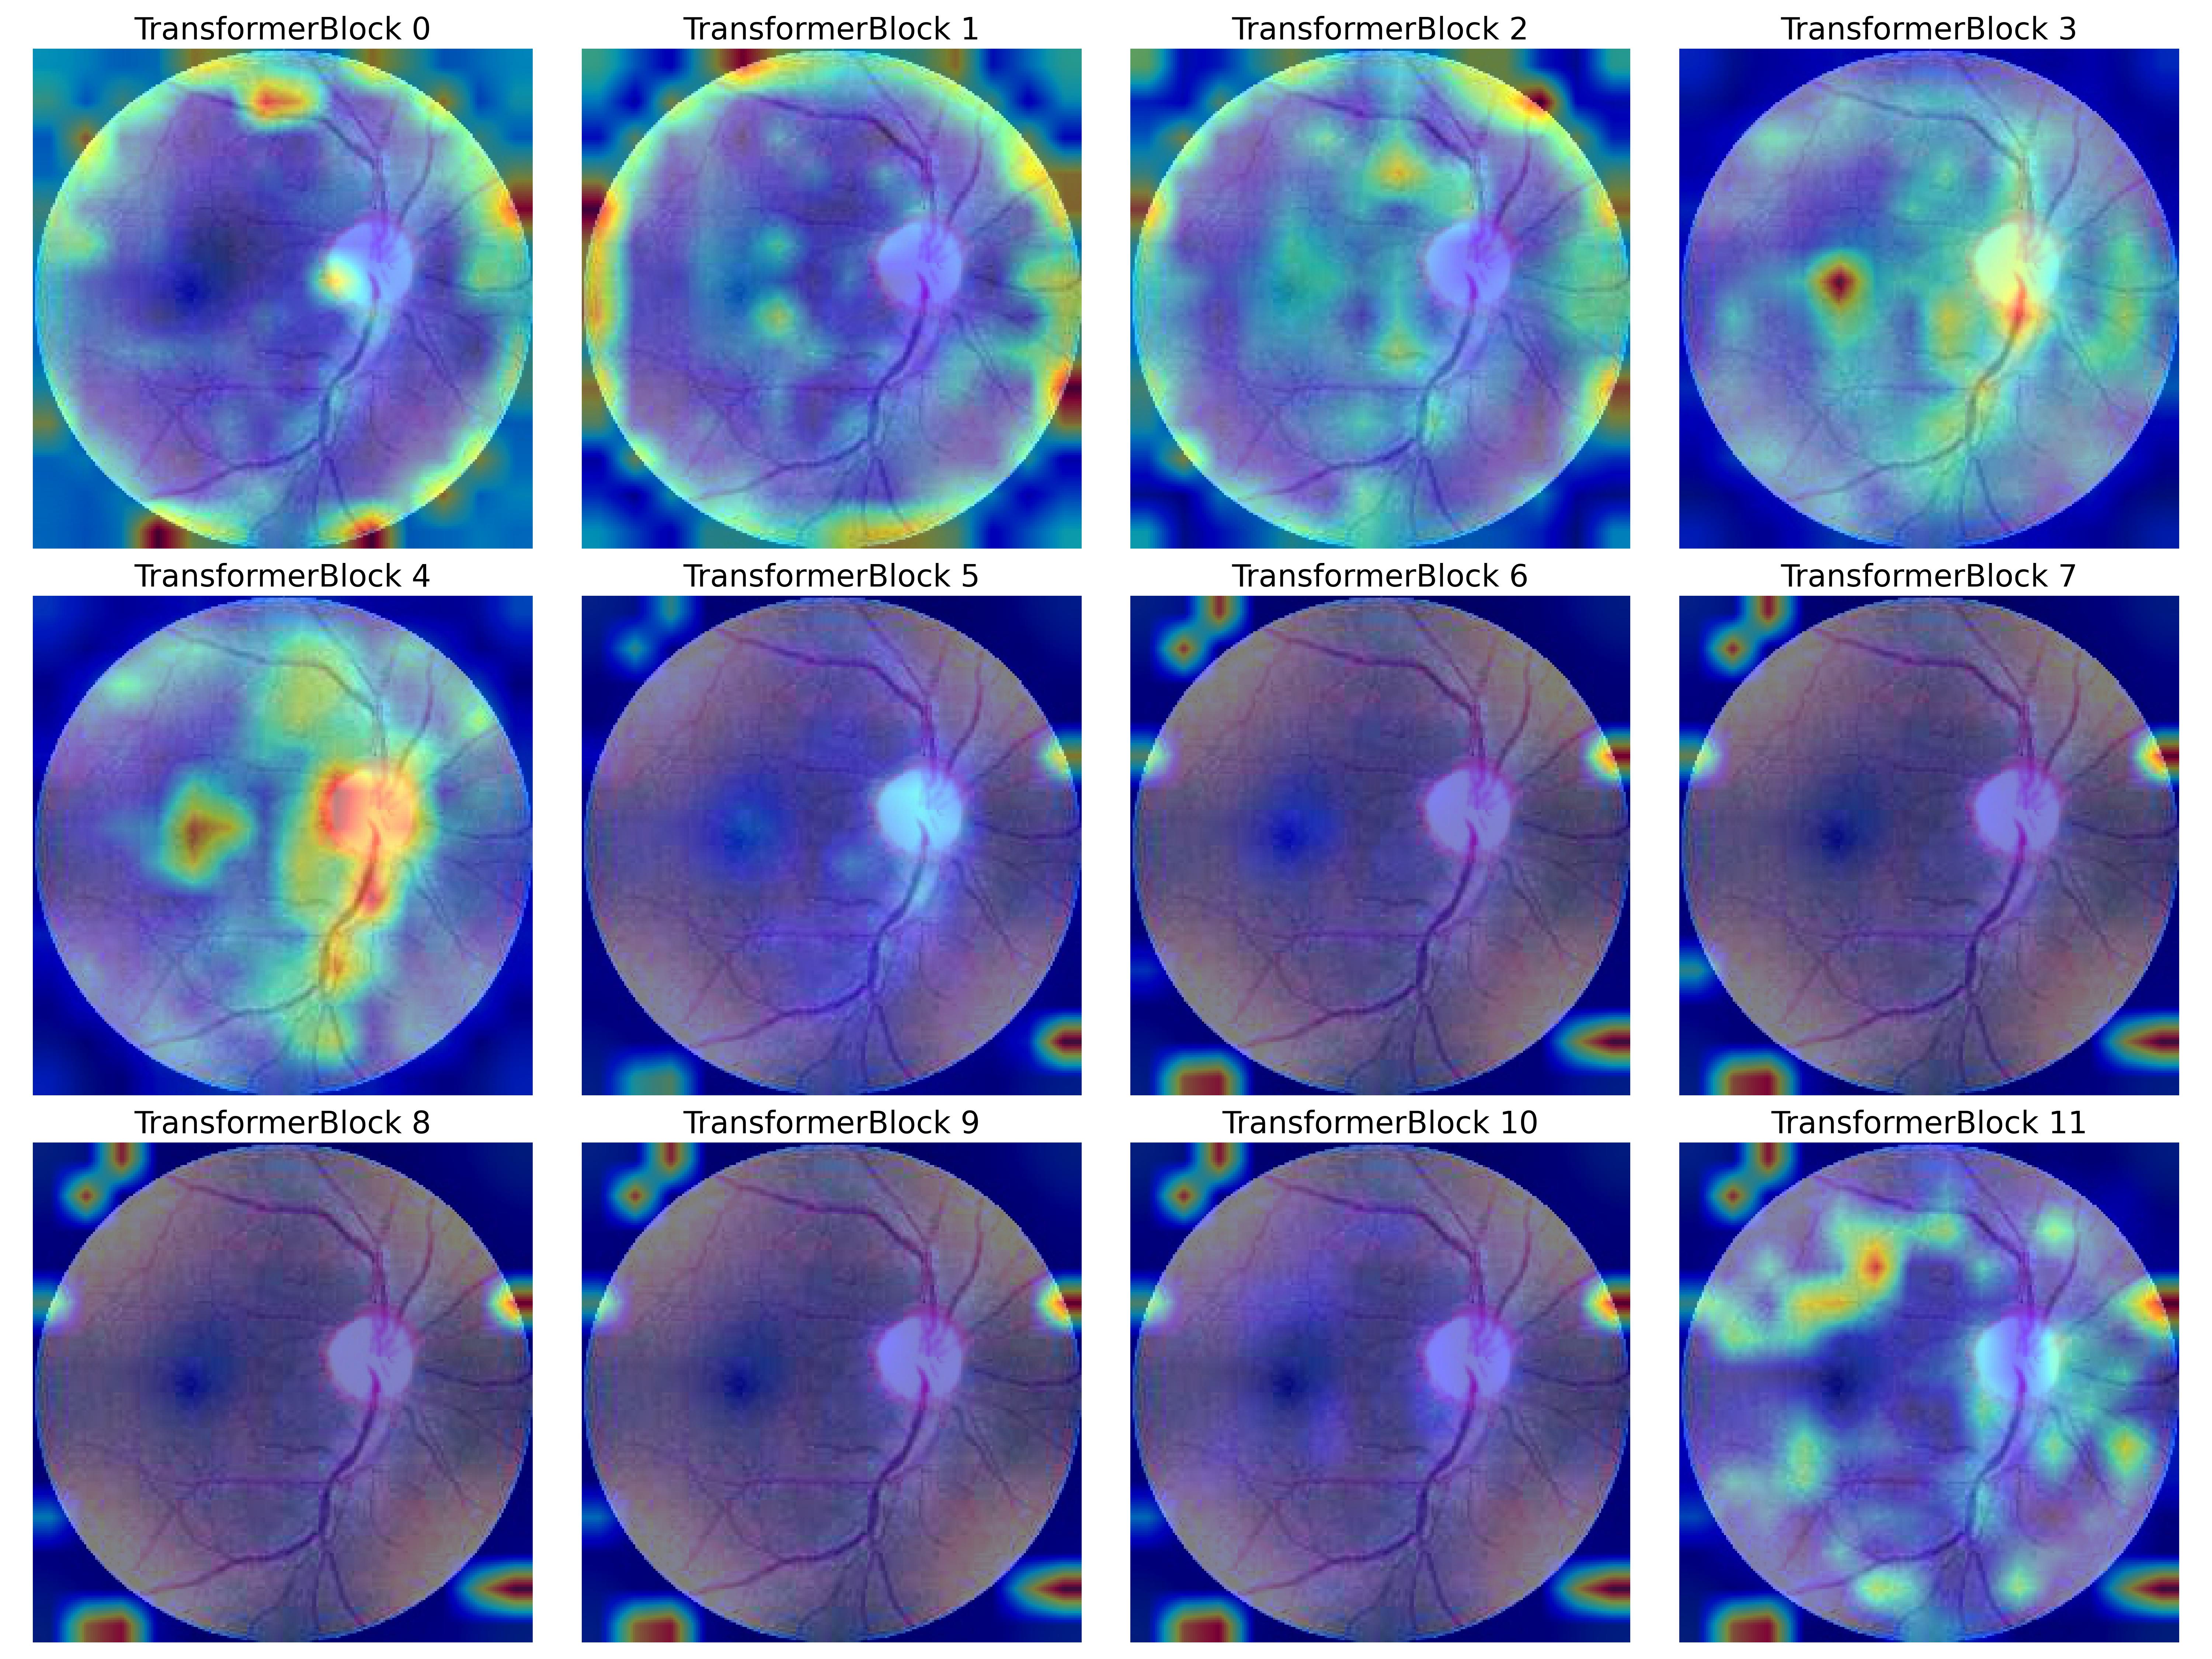 TransformerBlock 0
TransformerBlock 1
TransformerBlock 2
TransformerBlock 3
TransformerBlock 4
TransformerBlock 5
TransformerBlock 6
TransformerBlock 7
TransformerBlock 8
TransformerBlock 9
TransformerBlock 10
TransformerBlock 11